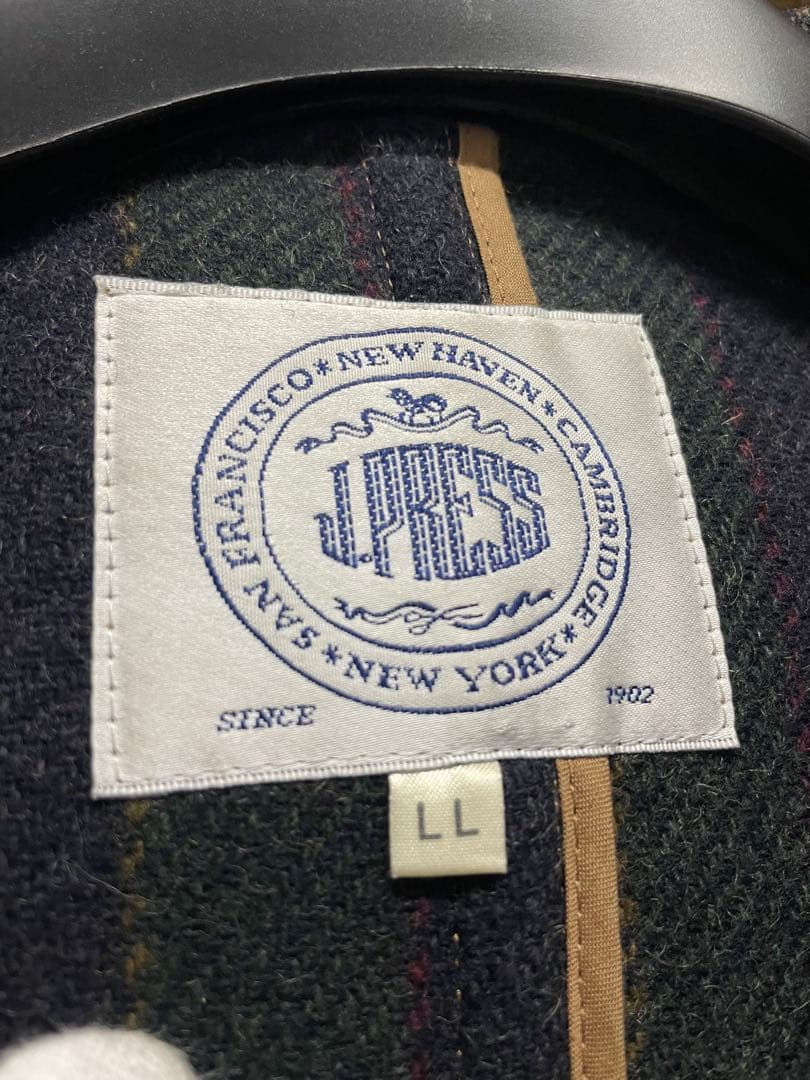 SAN FRANCISCO*NEW HAVEN*CAMBRIDGE*NEW YORK*
J.PRESS
SINCE 1902
LL